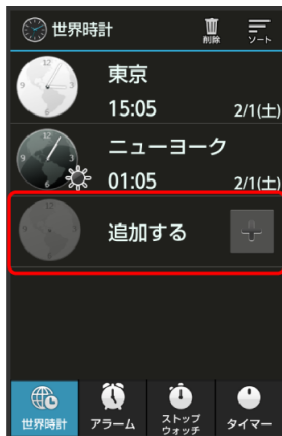 世界時計
削除
ソート
東京
15:05
2/1(土)
ニューヨーク
01:05
2/1(土)
追加する
世界時計
アラーム
ストップ
ウォッチ
タイマー